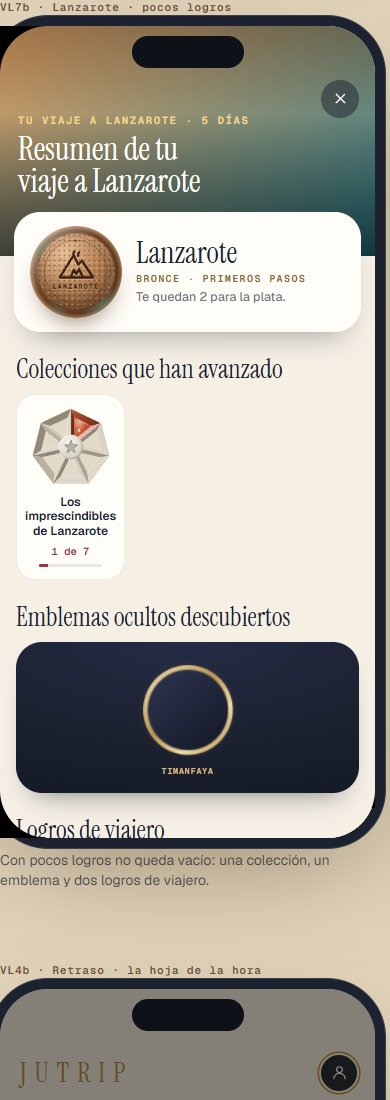 VL7b · Lanzarote · pocos logros
TU VIAJE A LANZAROTE · 5 DÍAS
Resumen de tu
viaje a Lanzarote
LANZAROTE
Lanzarote
BRONCE · PRIMEROS PASOS
Te quedan 2 para la plata.
Colecciones que han avanzado
Los
imprescindibles
de Lanzarote
1 de 7
Emblemas ocultos descubiertos
TIMANFAYA
Logros de viajero
Con pocos logros no queda vacío: una colección, un
emblema y dos logros de viajero.
VL4b · Retraso · la hoja de la hora
JUTRIP